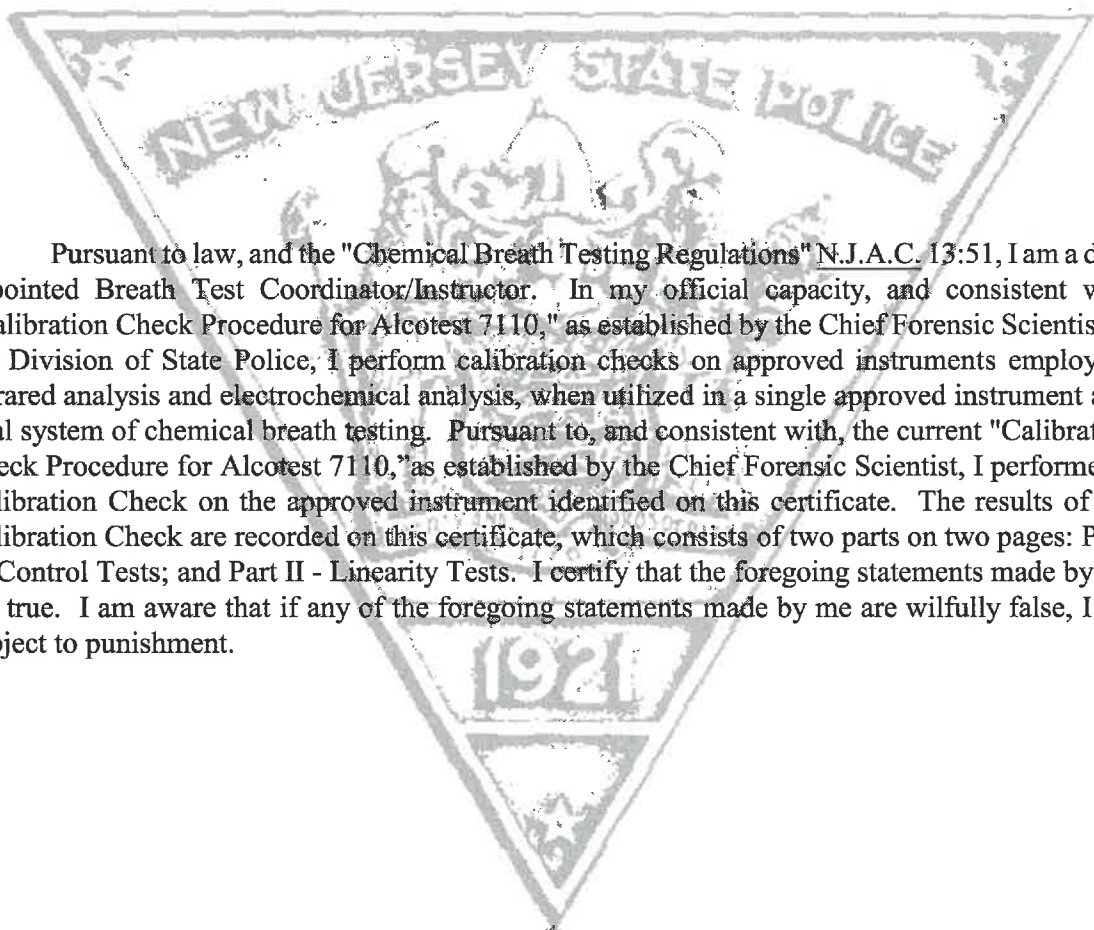 NEW JERSEY STATE POLICE
Pursuant to law, and the "Chemical Breath Testing Regulations" N.J.A.C. 13:51, I am a d
pointed Breath Test Coordinator/Instructor. In my official capacity, and consistent v
alibration Check Procedure for Alcotest 7110," as established by the Chief Forensic Scientis
Division of State Police, I perform calibration checks on approved instruments employ
rared analysis and electrochemical analysis, when utilized in a single approved instrument a
al system of chemical breath testing. Pursuant to, and consistent with, the current "Calibrat
eck Procedure for Alcotest 7110,"as established by the Chief Forensic Scientist, I performe
libration Check on the approved instrument identified on this certificate. The results of
libration Check are recorded on this certificate, which consists of two parts on two pages: P
Control Tests; and Part II - Linearity Tests. I certify that the foregoing statements made by
true. I am aware that if any of the foregoing statements made by me are wilfully false, I
bject to punishment.
1921